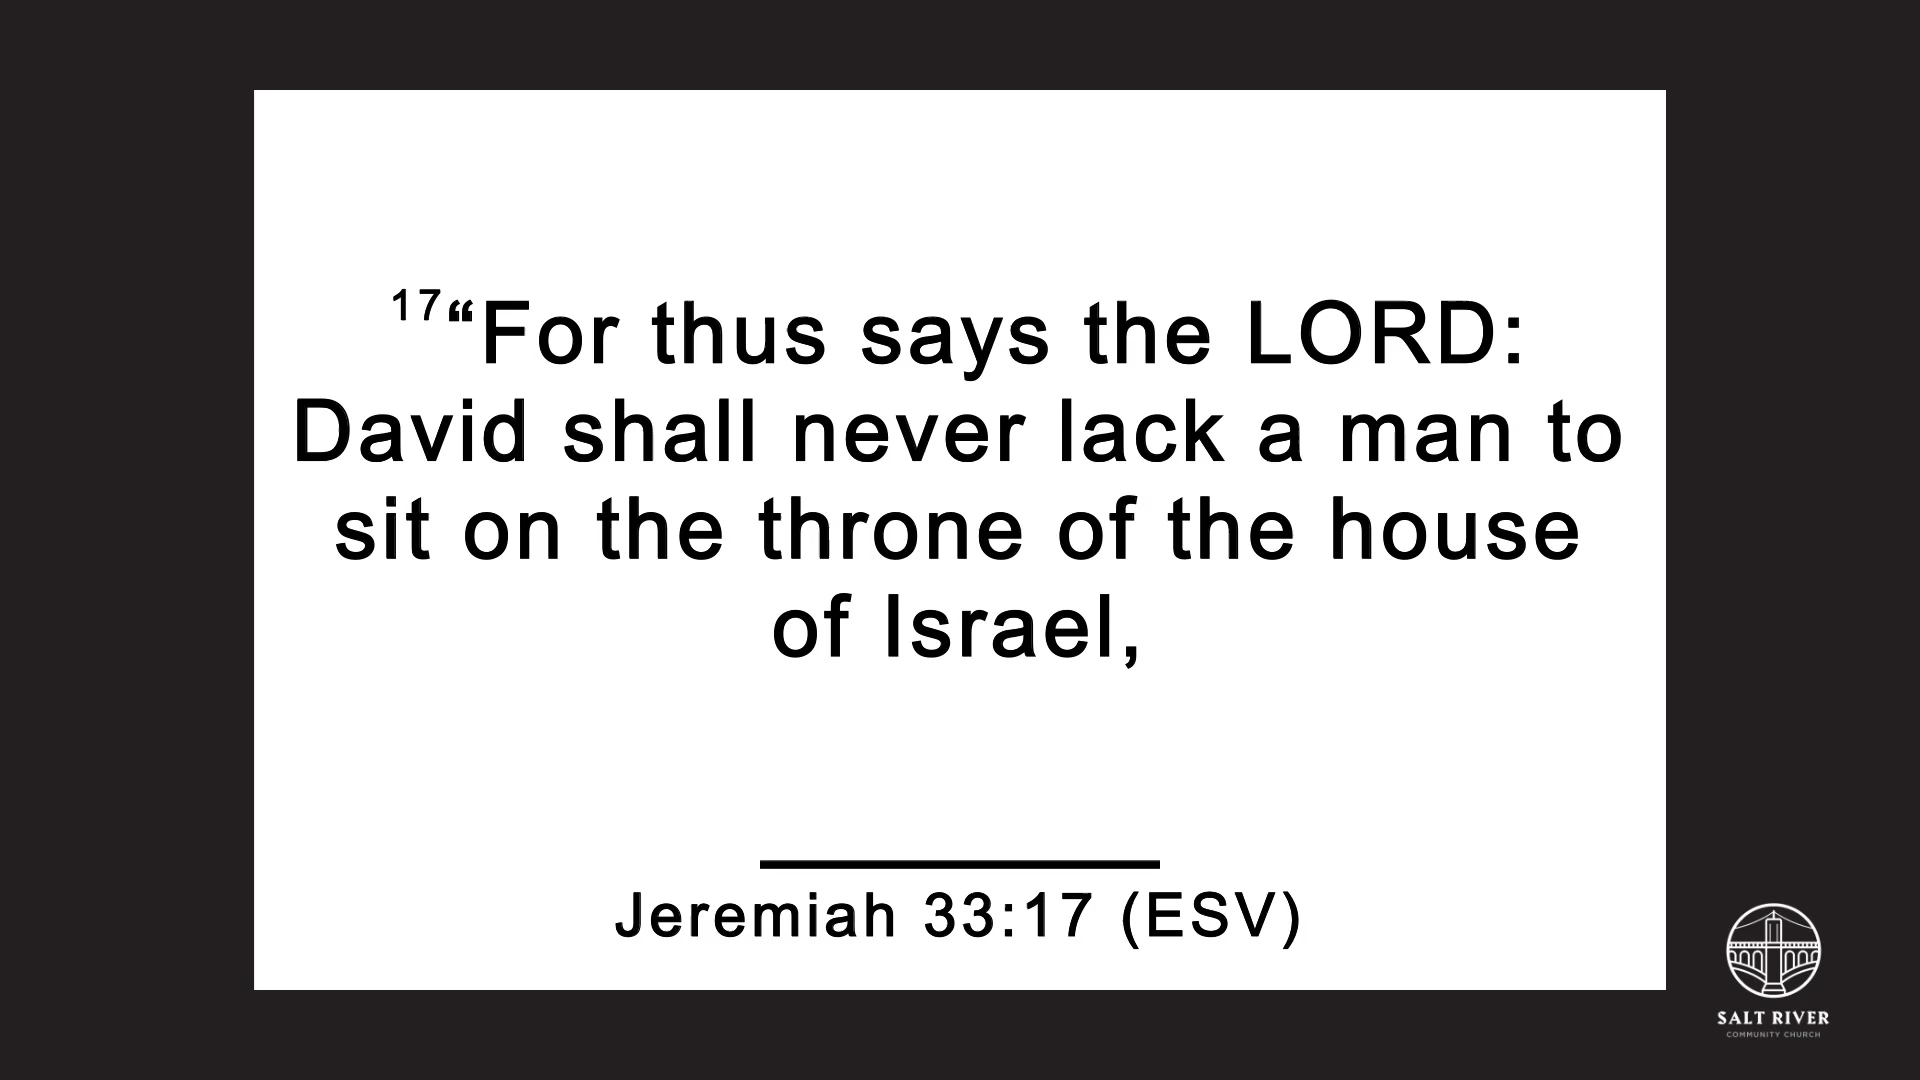 17“For thus says the LORD:
David shall never lack a man to
sit on the throne of the house
of Israel,
Jeremiah 33:17 (ESV)
SALT RIVER
COMMUNITY CHURCH